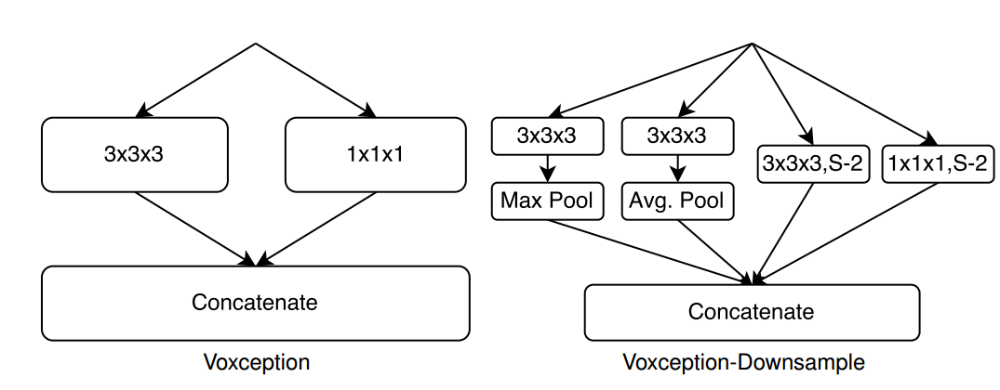 3x3x3
1x1x1
Concatenate
Voxception
3x3x3
3x3x3
3x3x3,S-2
1x1x1,S-2
Max Pool
Avg. Pool
Concatenate
Voxception-Downsample